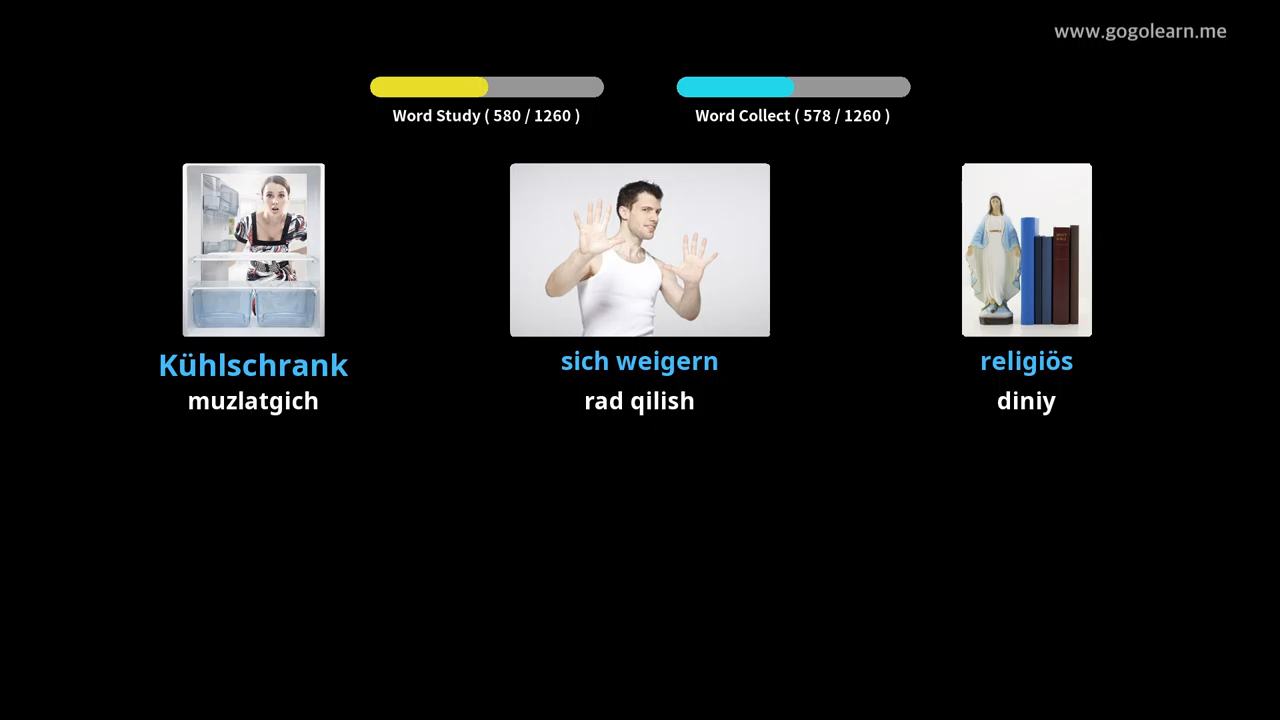 www.gogolearn.me
Word Study ( 580 / 1260 )
Word Collect ( 578 / 1260 )
Kühlschrank
muzlatgich
sich weigern
rad qilish
religiös
diniy